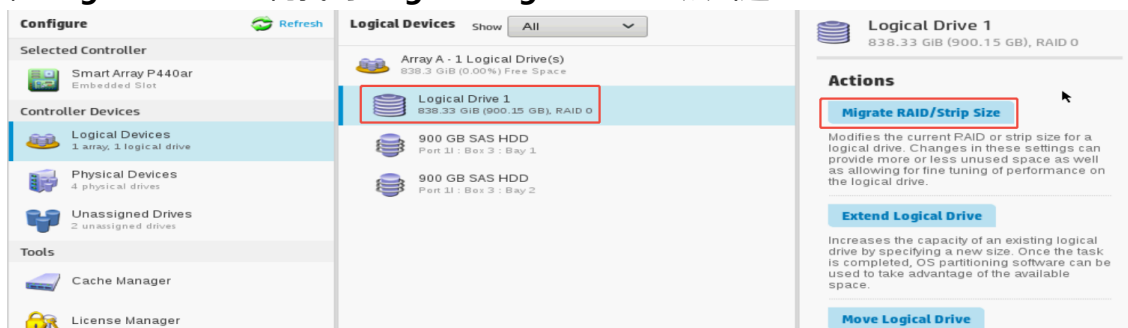 Configure
Refresh
Selected Controller
Smart Array P440ar
Embedded Slot
Controller Devices
Logical Devices
1 array, 1 logical drive
Physical Devices
4 physical drives
Unassigned Drives
2 unassigned drives
Tools
Cache Manager
License Manager
Logical Devices Show All
Array A - 1 Logical Drive(s)
838.3 GiB (0.00%) Free Space
Logical Drive 1
838.33 GiB (900.15 GB), RAID 0
900 GB SAS HDD
Port 1I : Box 3 : Bay 1
900 GB SAS HDD
Port 1I : Box 3 : Bay 2
Logical Drive 1
838.33 GiB (900.15 GB), RAID 0
Actions
Migrate RAID/Strip Size
Modifies the current RAID or strip size for a
logical drive. Changes in these settings can
provide more or less unused space as well
as allowing for fine tuning of performance on
the logical drive.
Extend Logical Drive
Increases the capacity of an existing logical
drive by specifying a new size. Once the task
is completed, OS partitioning software can be
used to take advantage of the available
space.
Move Logical Drive